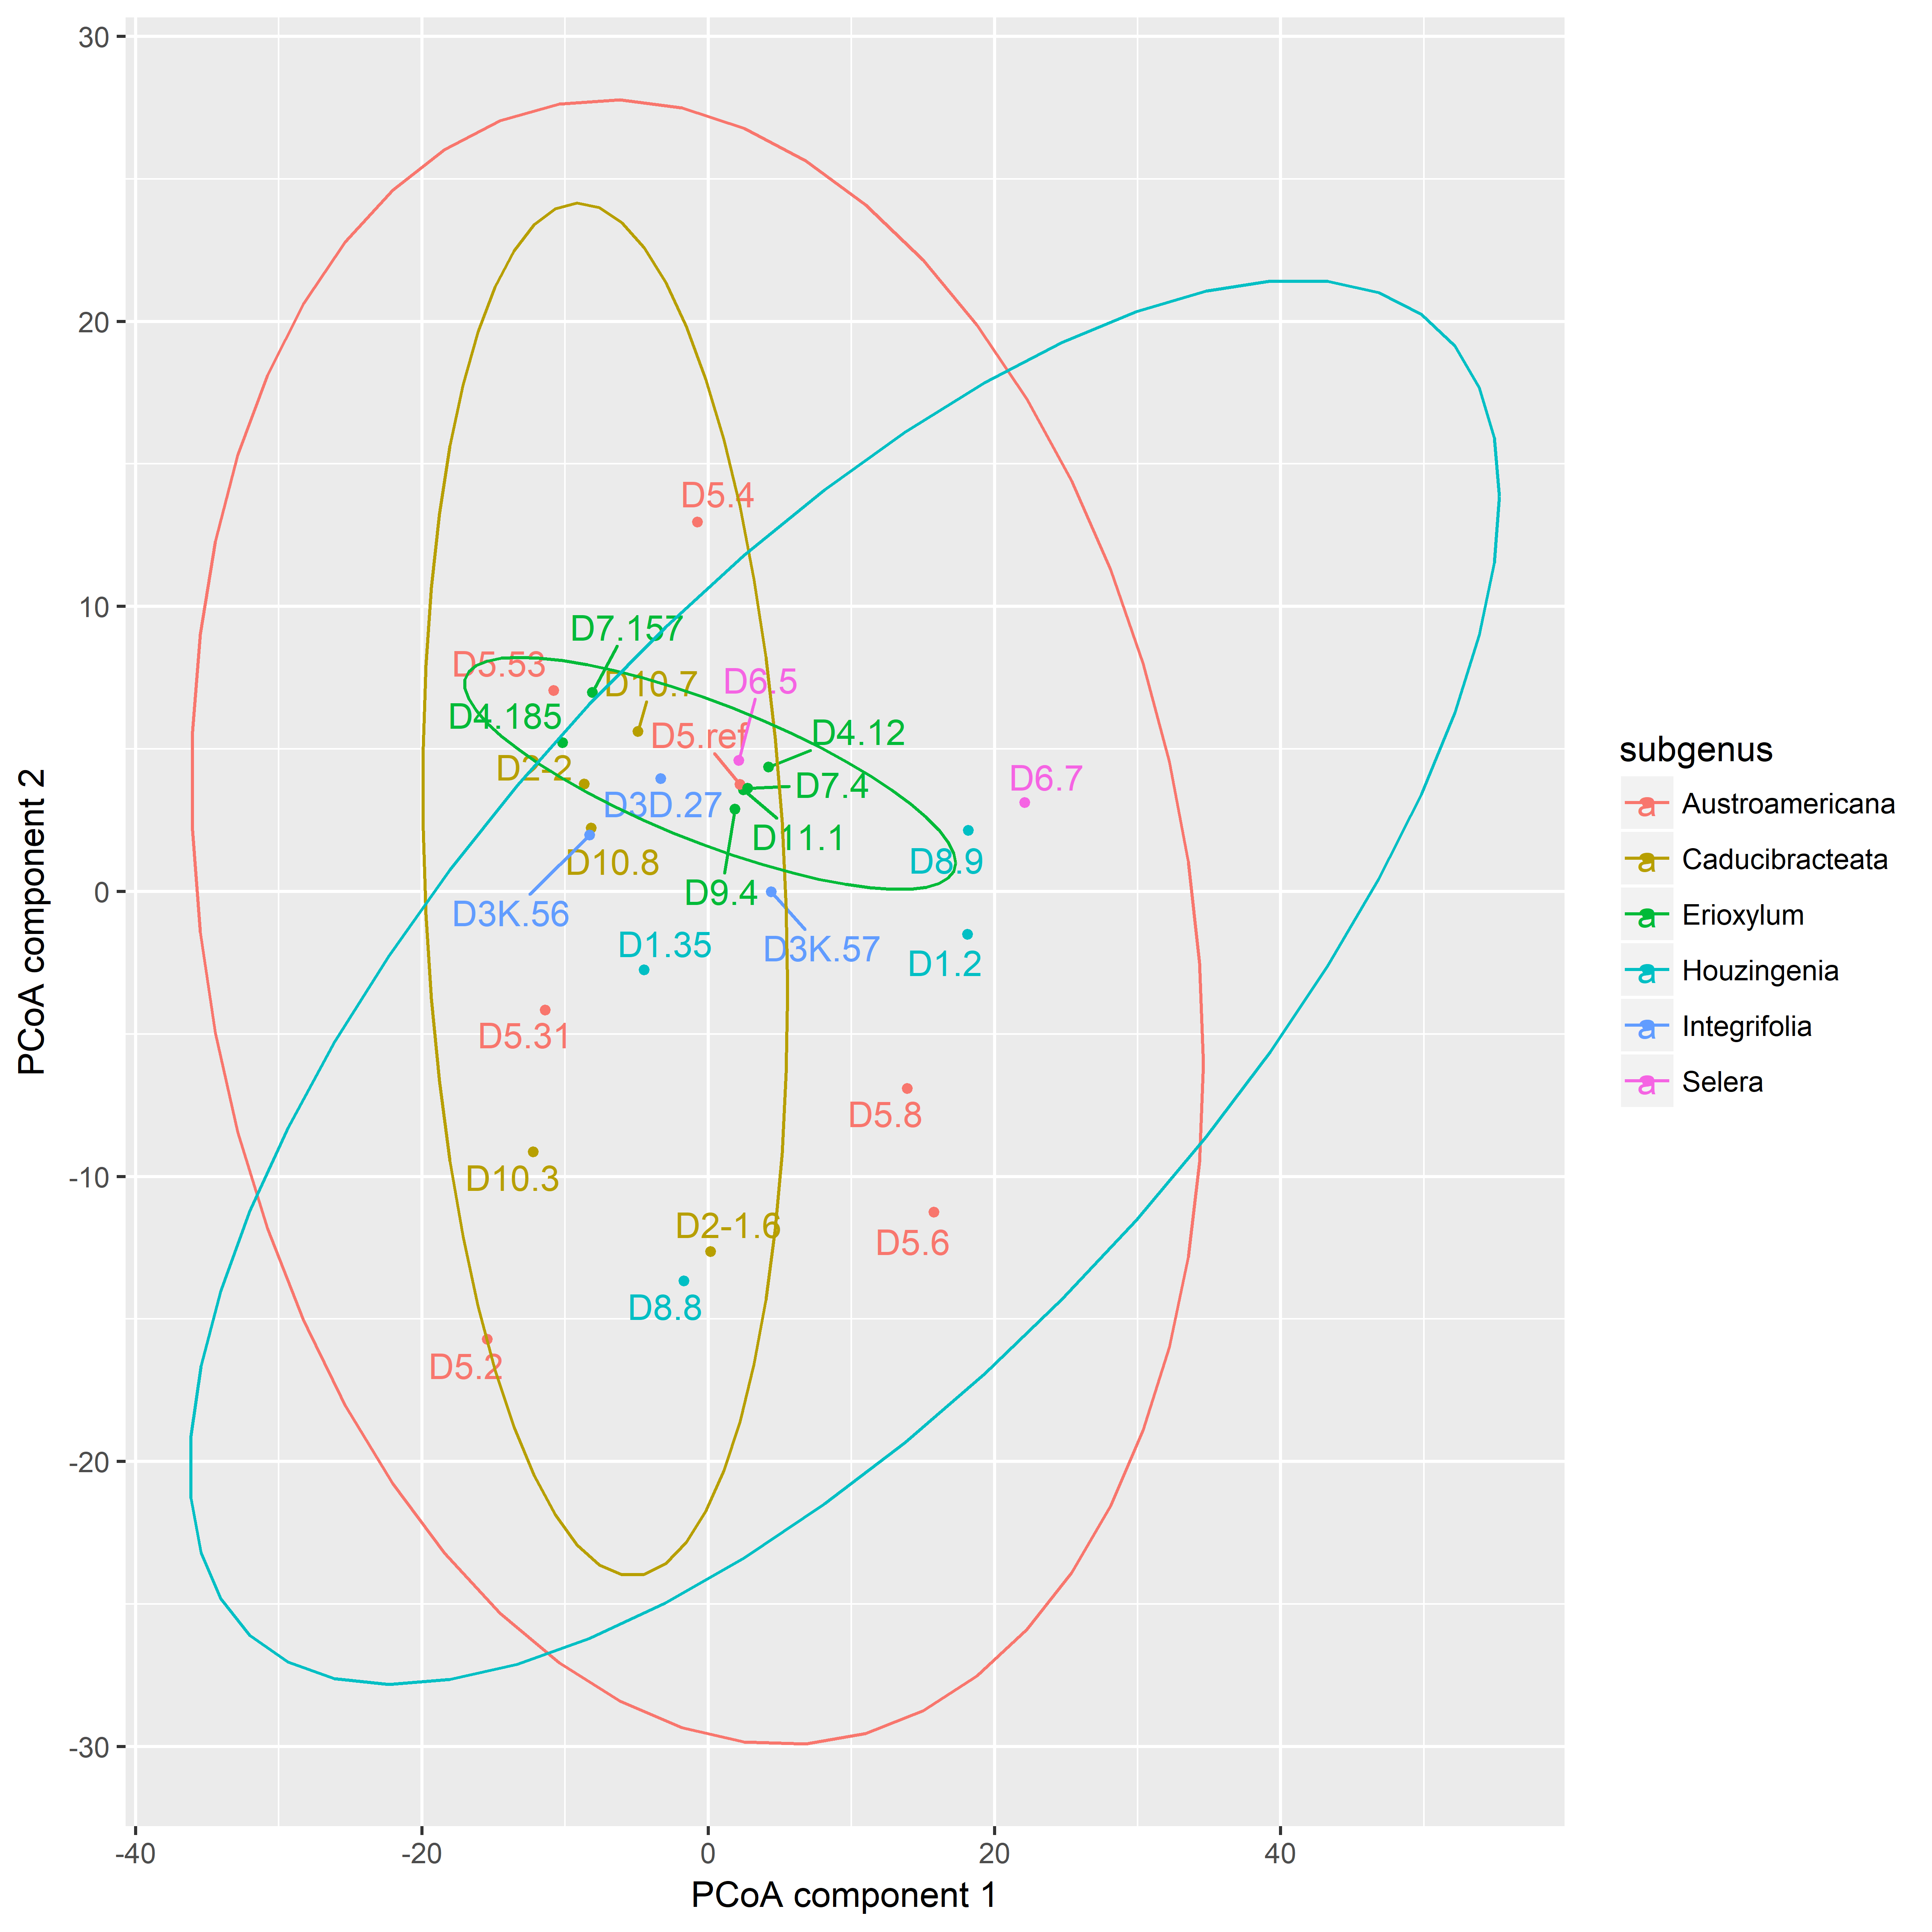 30
20
10
0
-10
-20
-30
-40
-20
0
20
40
PCoA component 2
PCoA component 1
D5.4
D7.157
D5.53
D10.7
D6.5
D4.185
D5.ref
D4.12
D2-2
D3D.27
D7.4
D6.7
D11.1
D10.8
D8.9
D9.4
D3K.56
D1.35
D3K.57
D1.2
D5.31
D5.8
D10.3
D2-1.6
D5.6
D8.8
D5.2
subgenus
a Austroamericana
a Caducibracteata
a Erioxylum
a Houzingenia
a Integrifolia
a Selera